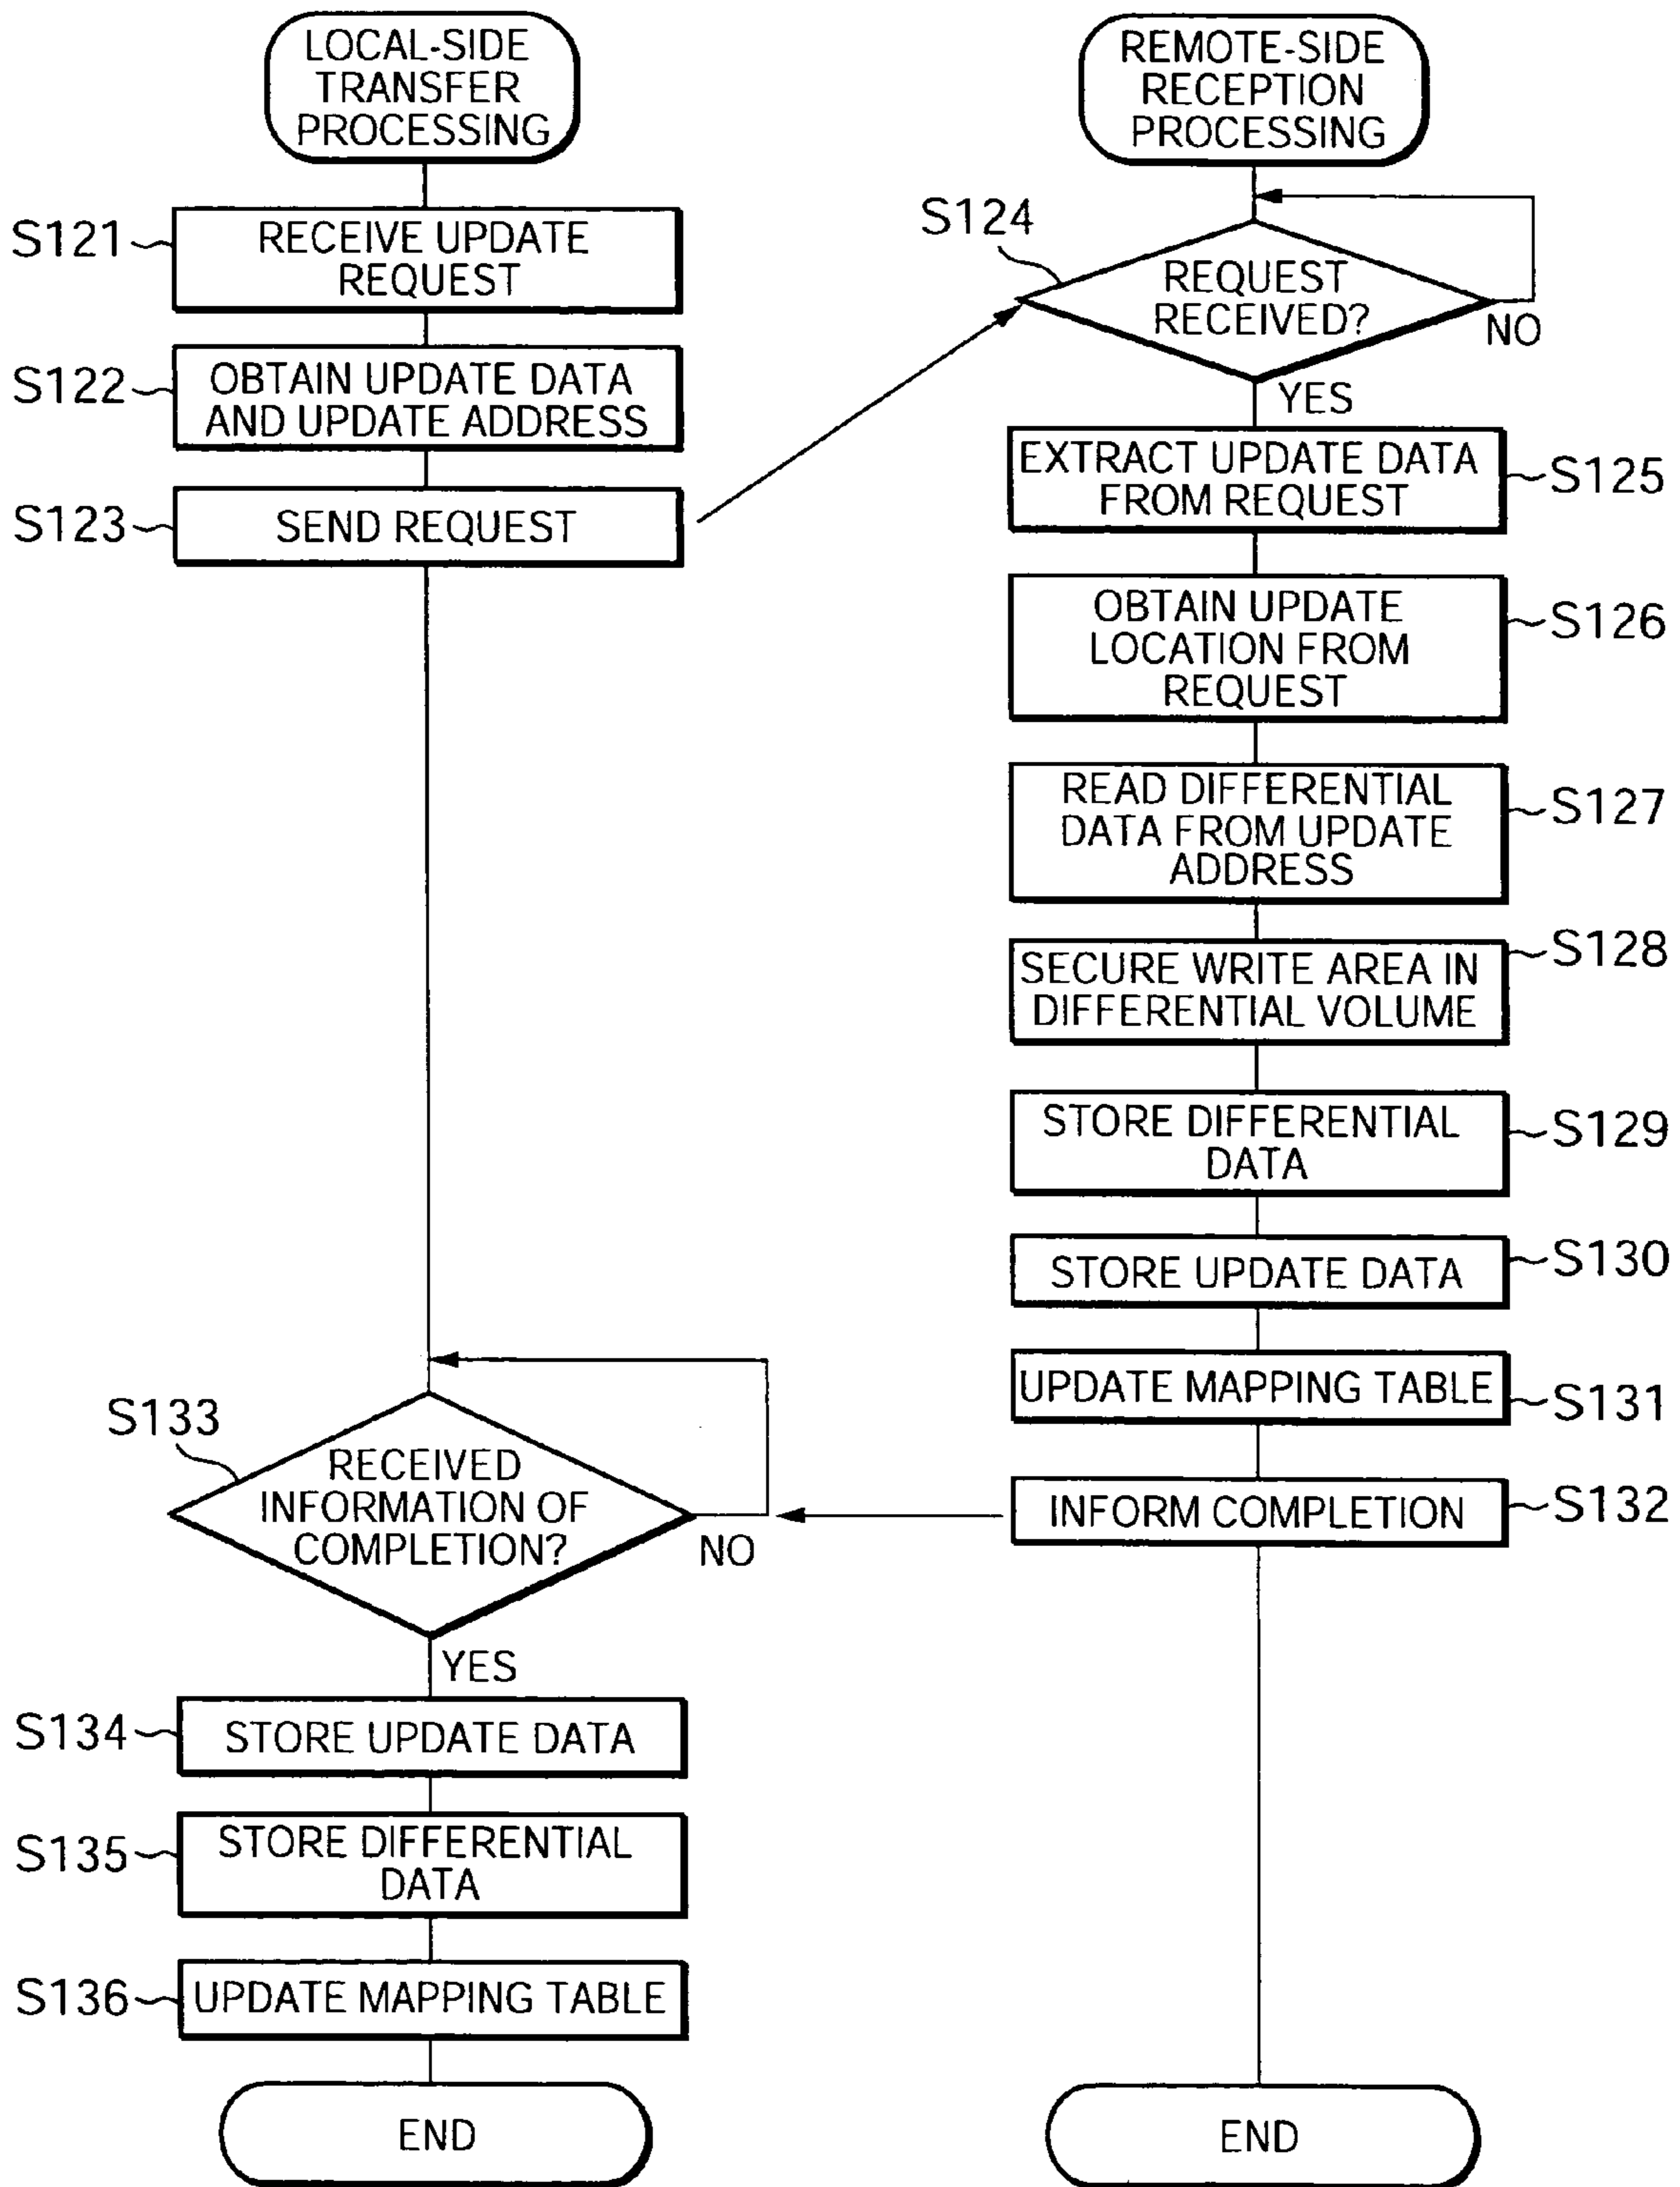 LOCAL-SIDE
TRANSFER
PROCESSING
S121
RECEIVE UPDATE
REQUEST
S122
OBTAIN UPDATE DATA
AND UPDATE ADDRESS
S123
SEND REQUEST
S133
RECEIVED
INFORMATION OF
COMPLETION?
NO
YES
S134
STORE UPDATE DATA
S135
STORE DIFFERENTIAL
DATA
S136
UPDATE MAPPING TABLE
END
REMOTE-SIDE
RECEPTION
PROCESSING
S124
REQUEST
RECEIVED?
NO
YES
EXTRACT UPDATE DATA
FROM REQUEST
S125
OBTAIN UPDATE
LOCATION FROM
REQUEST
S126
READ DIFFERENTIAL
DATA FROM UPDATE
ADDRESS
S127
SECURE WRITE AREA IN
DIFFERENTIAL VOLUME
S128
STORE DIFFERENTIAL
DATA
S129
STORE UPDATE DATA
S130
UPDATE MAPPING TABLE
S131
INFORM COMPLETION
S132
END